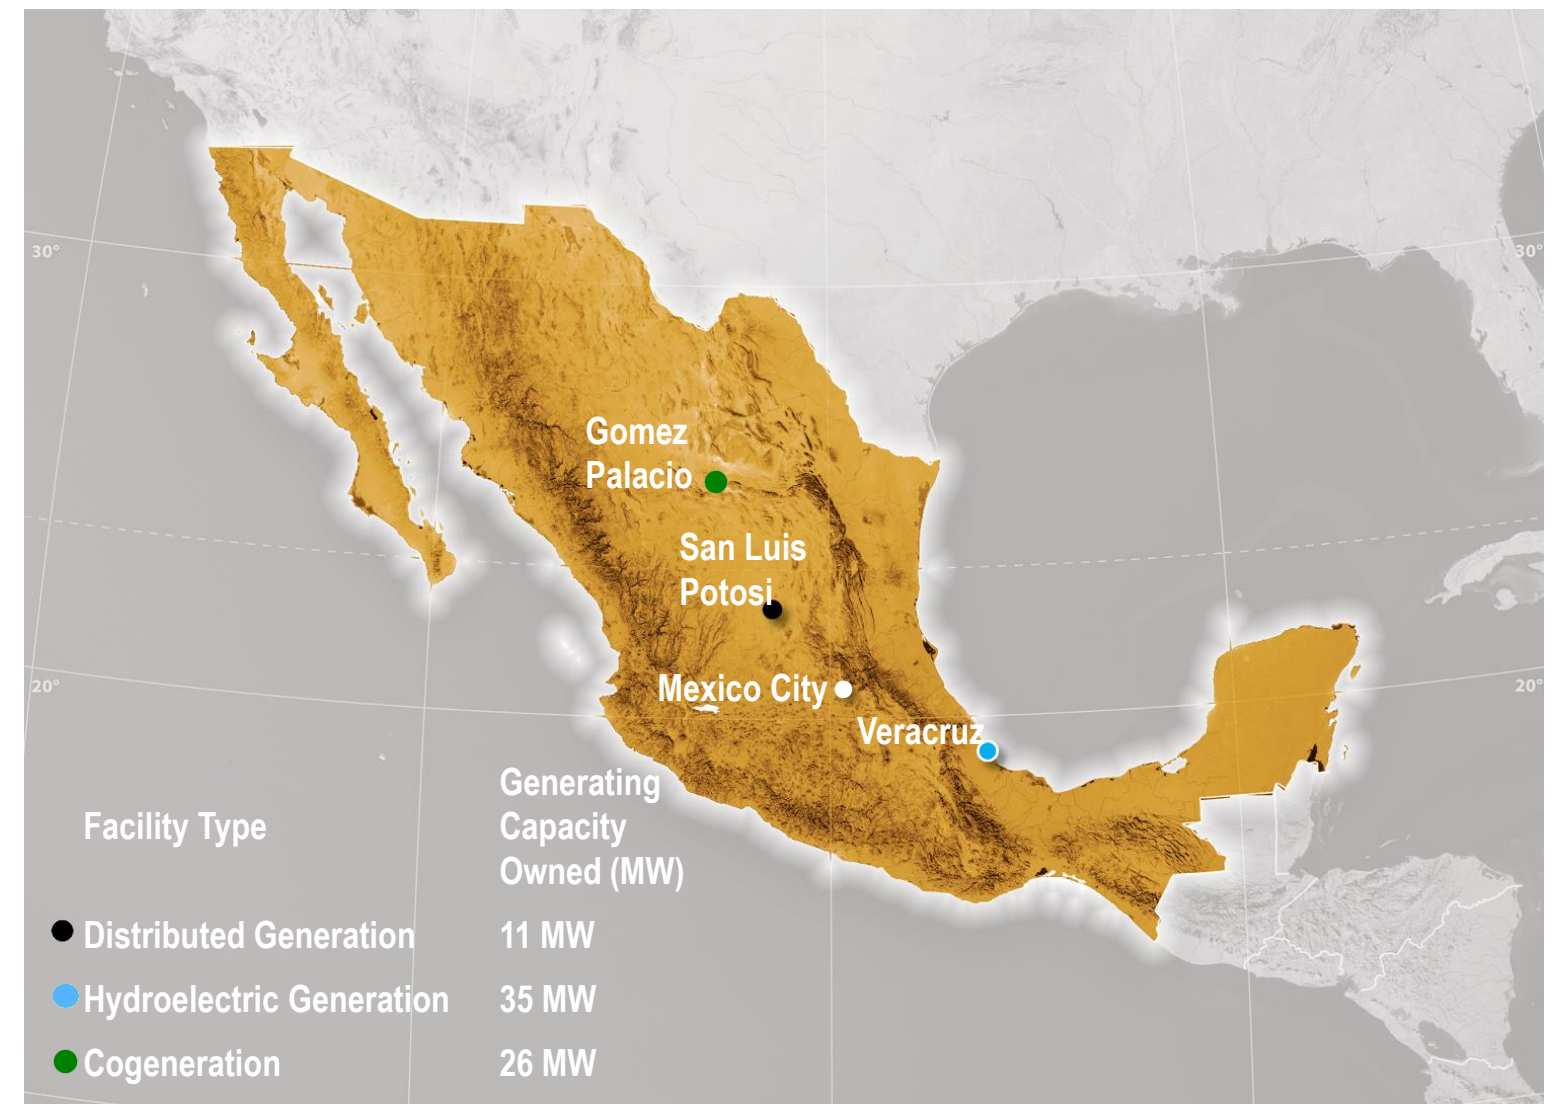 30°
30°
Gomez
Palacio
San Luis
Potosi
20°
Mexico City
20°
Veracruz
Facility Type
Generating
Capacity
Owned (MW)
Distributed Generation 11 MW
Hydroelectric Generation 35 MW
Cogeneration 26 MW